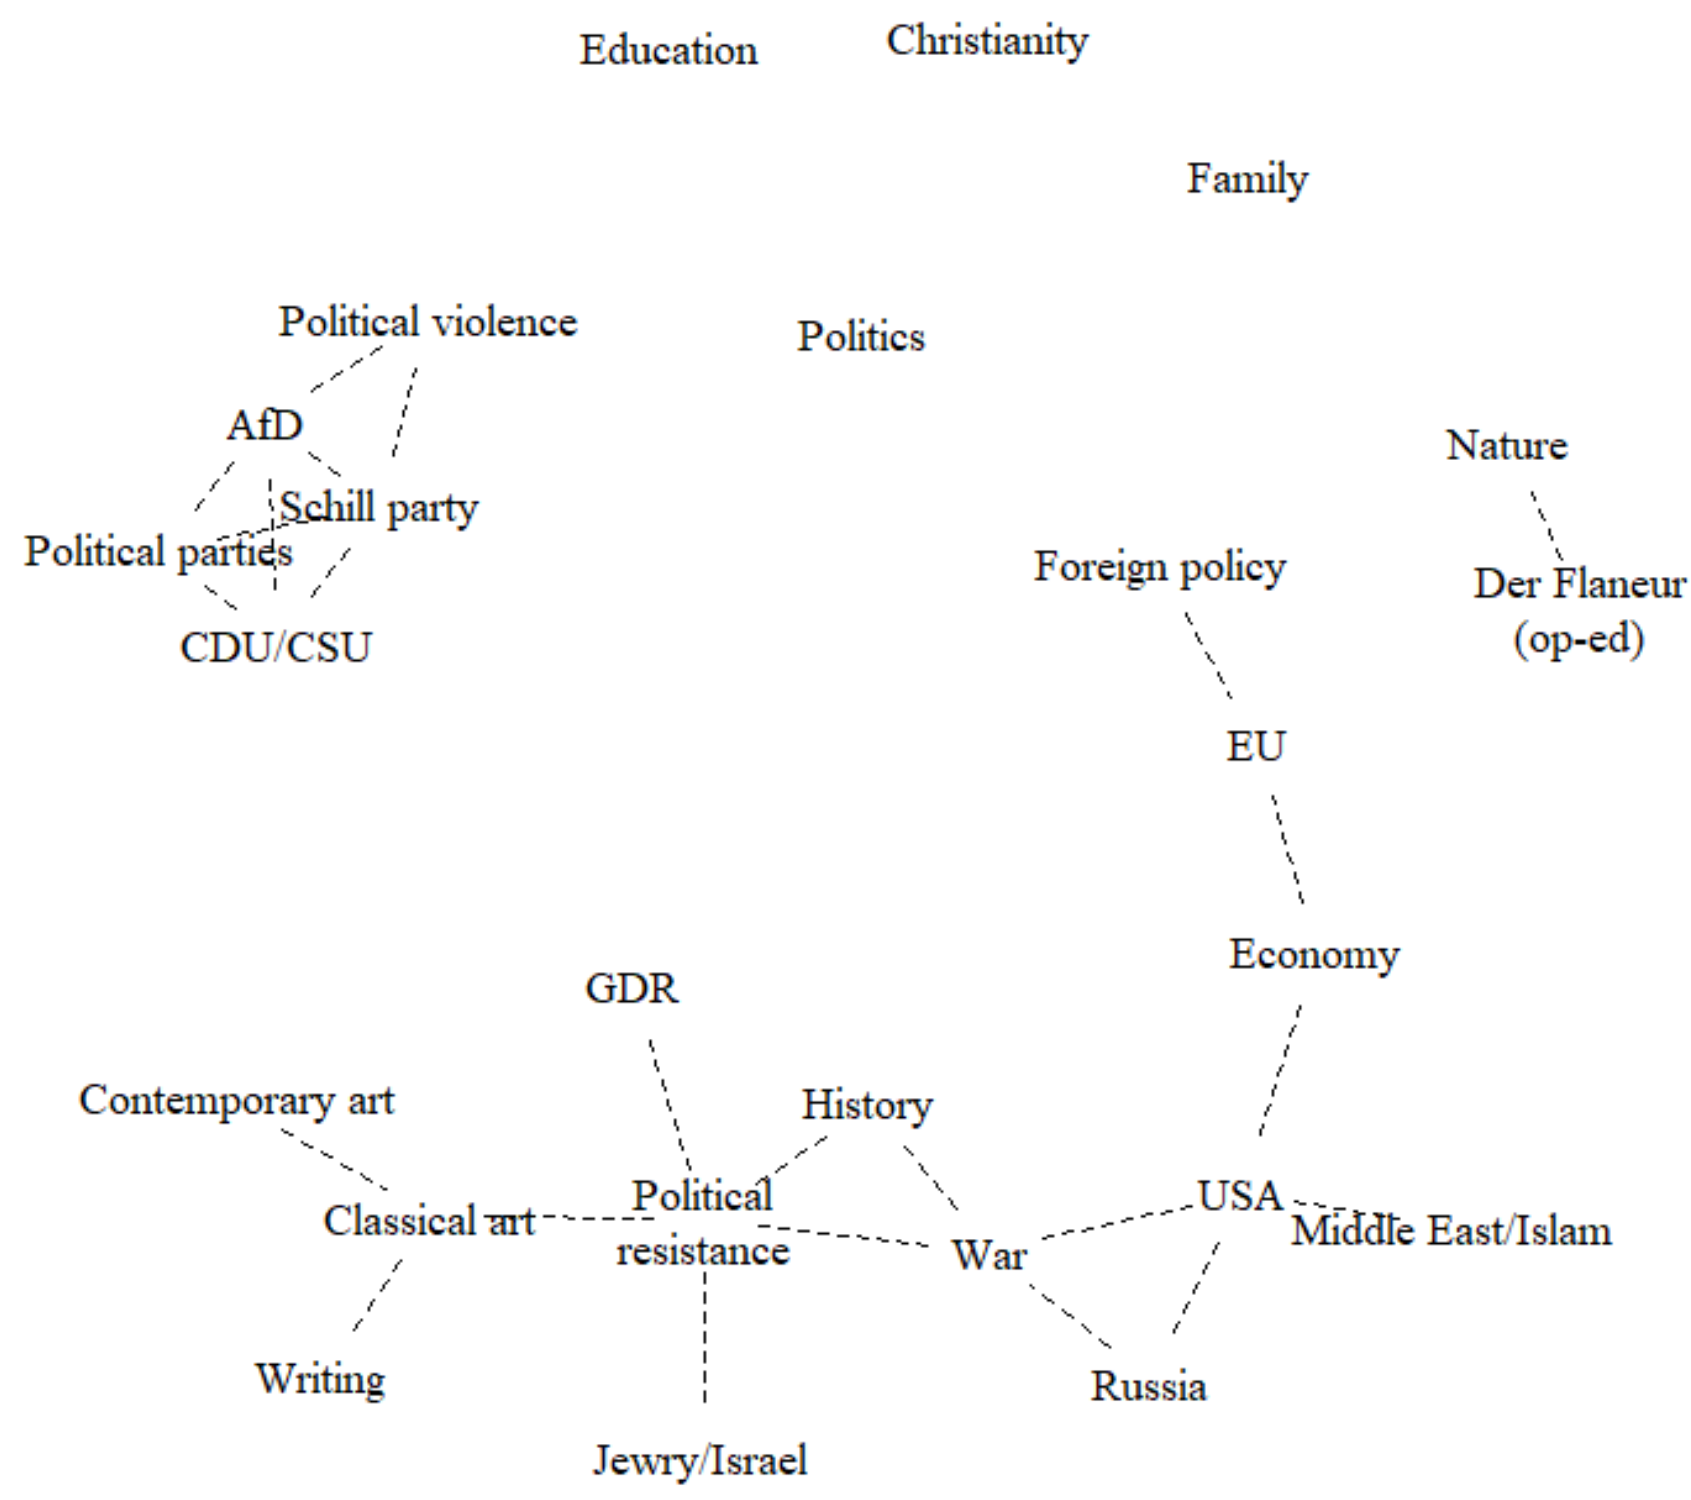 Education
Christianity
Family
Political violence
Politics
AfD
Nature
Schill party
Political parties
Foreign policy
Der Flaneur
(op-ed)
CDU/CSU
EU
Economy
GDR
Contemporary art
History
Political
resistance
USA
Classical art
Middle East/Islam
War
Writing
Russia
Jewry/Israel